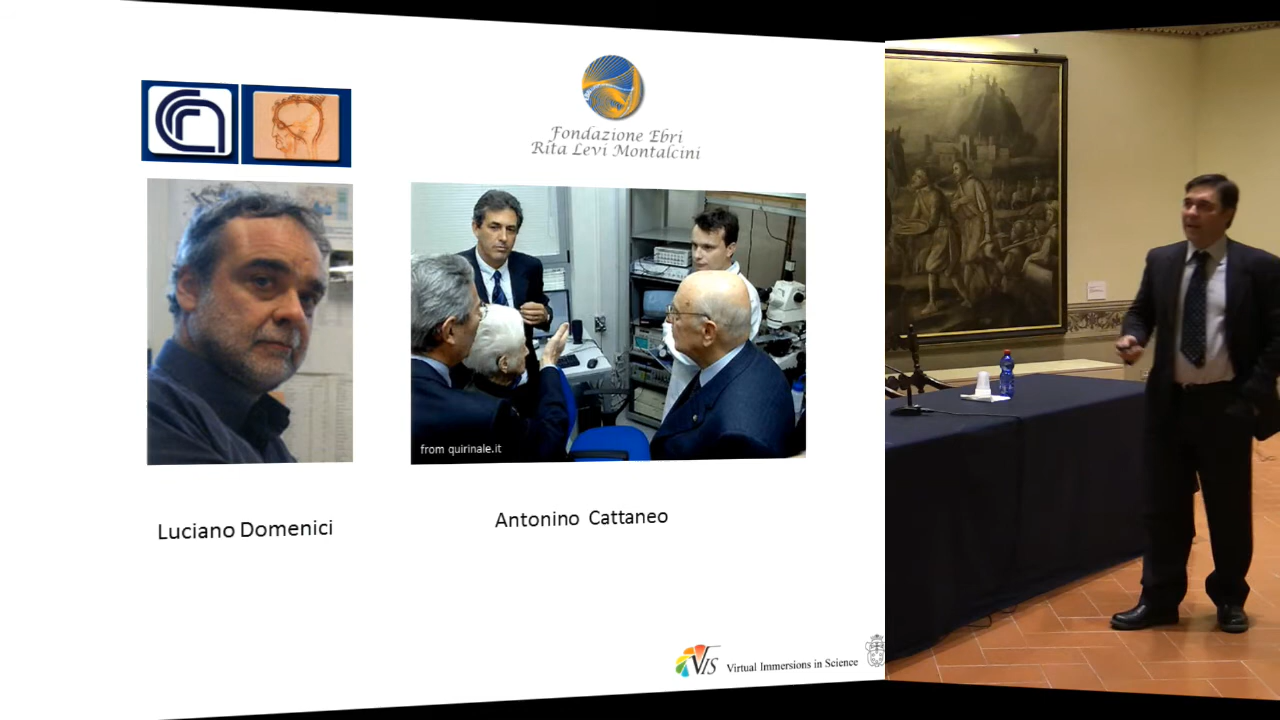 Fondazione Ebri
Rita Levi Montalcini
from quirinale.it
Luciano Domenici
Antonino Cattaneo
VIS Virtual Immersions in Science